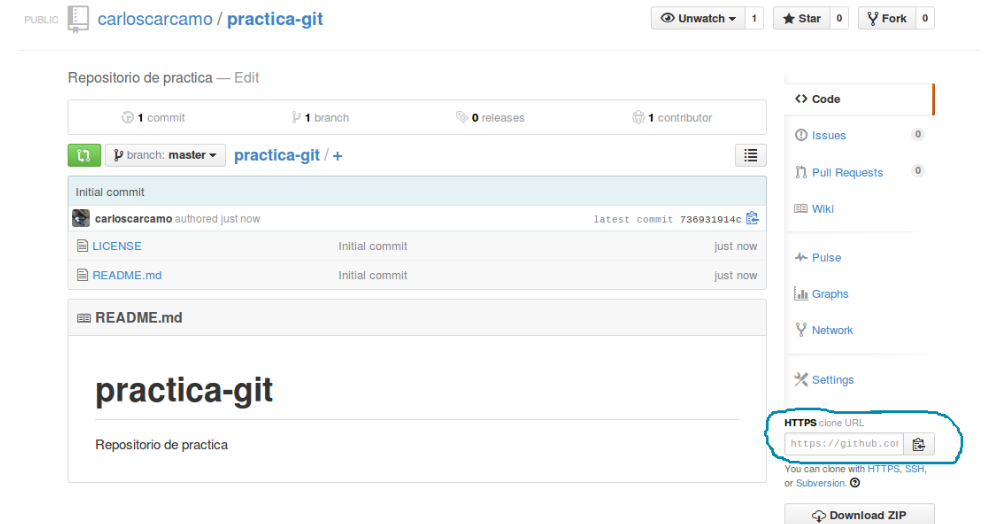 PUBLIC carloscarcamo / practica-git Unwatch 1 Star 0 Fork 0
Repositorio de practica — Edit
1 commit 1 branch 0 releases 1 contributor
branch: master practica-git / +
Initial commit
carloscarcamo authored just now latest commit 736931914c
LICENSE Initial commit just now
README.md Initial commit just now
README.md
practica-git
Repositorio de practica
Code
Issues 0
Pull Requests 0
Wiki
Pulse
Graphs
Network
Settings
HTTPS clone URL
https://github.con
You can clone with HTTPS, SSH,
or Subversion.
Download ZIP